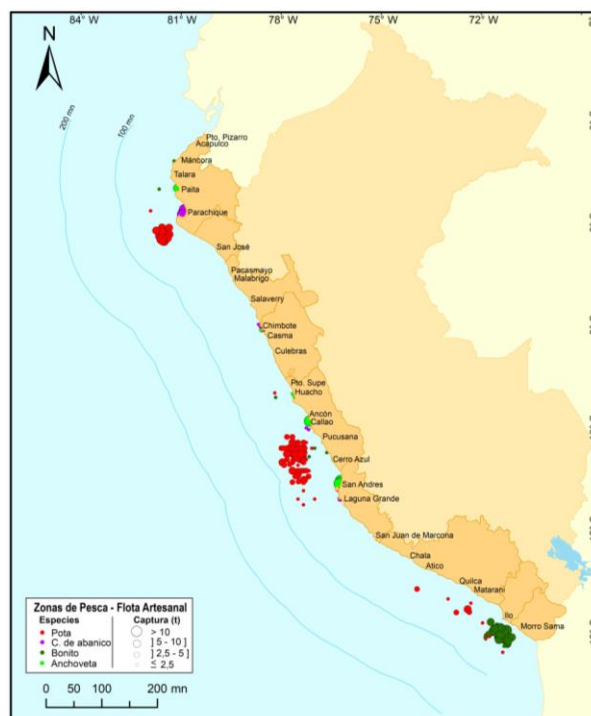 84° W
81° W
78° W
75° W
72° W
N
200 mn
100 mn
Pto. Pizarro
Acapulco
Máncora
Talara
Paita
Parachique
San José
Pacasmayo
Malabrigo
Salaverry
Chimbote
Casma
Culebras
Pto. Supe
Huacho
Ancón
Callao
Pucusana
Cerro Azul
San Andres
Laguna Grande
San Juan de Marcona
Chala
Atico
Quilca
Matarani
Ilo
Morro Sama
Zonas de Pesca - Flota Artesanal
Especies Captura (t)
Pota > 10
C. de abanico ] 5 - 10 ]
Bonito ] 2,5 - 5 ]
Anchoveta ≤ 2,5
0 50 100 200 mn